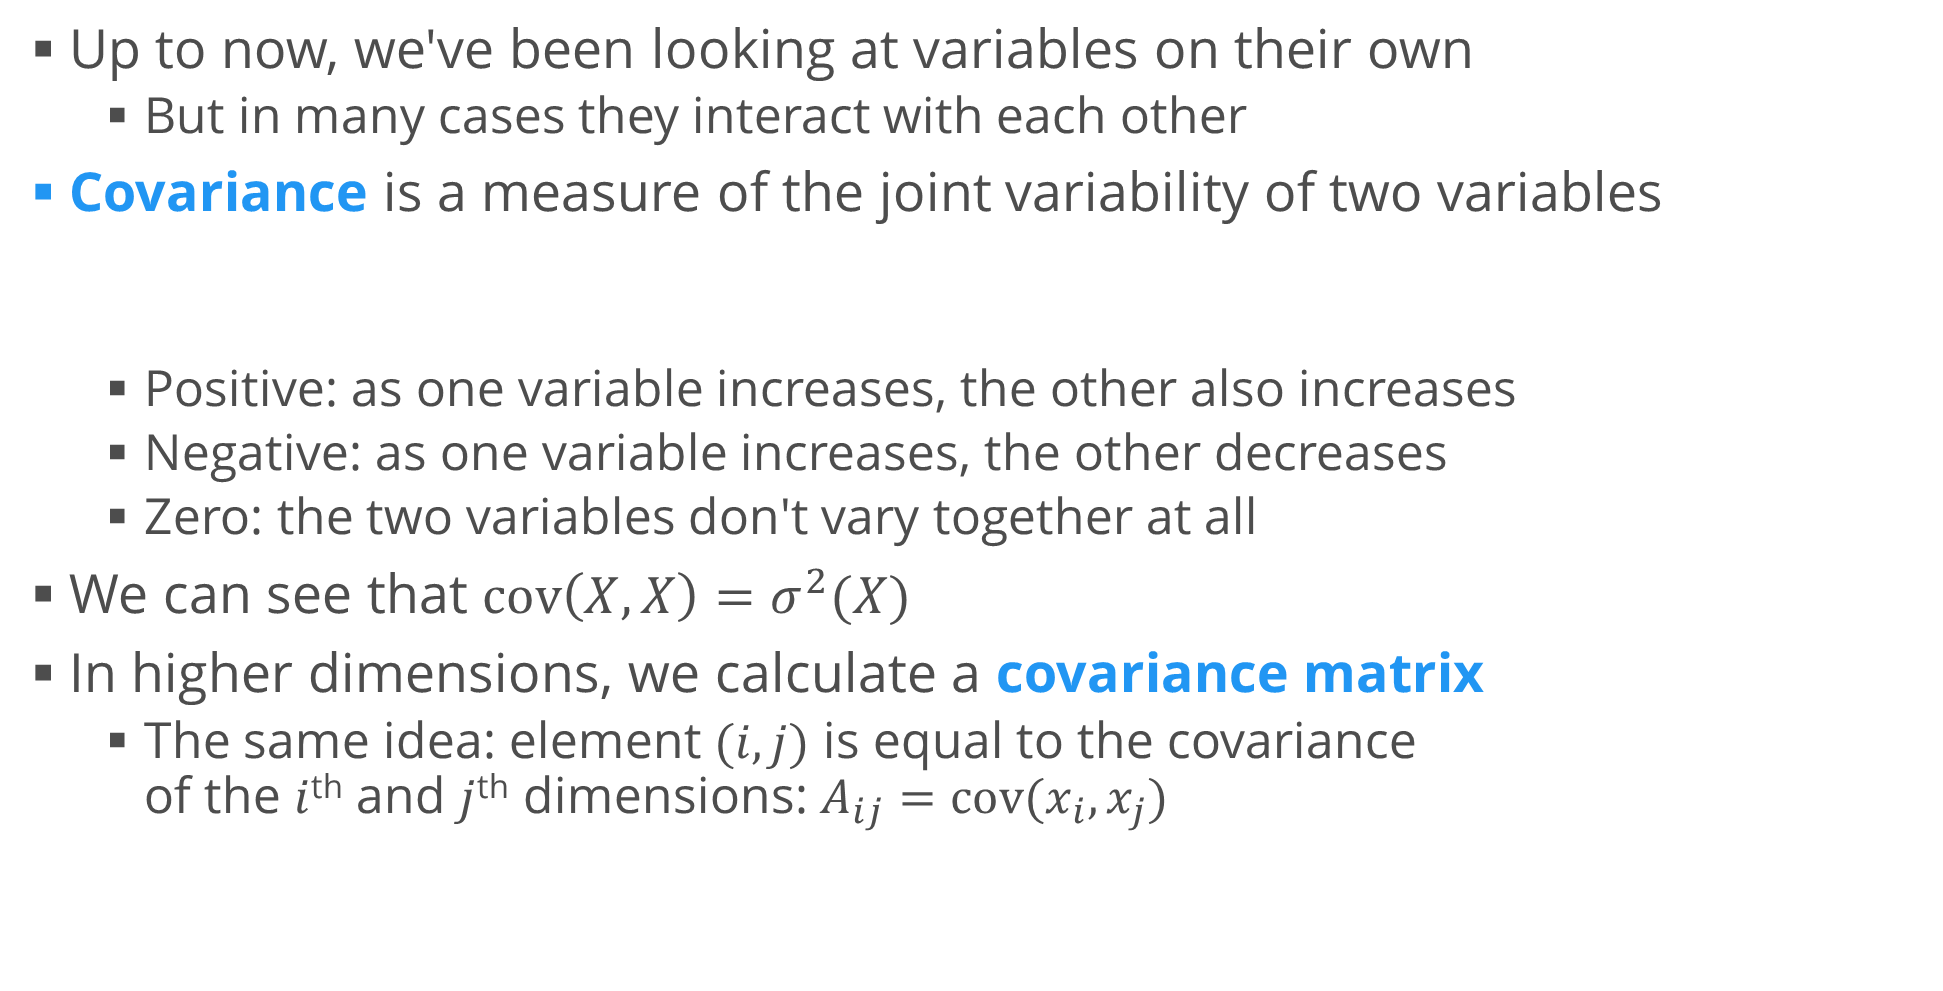 ▪ Up to now, we've been looking at variables on their own
▪ But in many cases they interact with each other
▪ Covariance is a measure of the joint variability of two variables
▪ Positive: as one variable increases, the other also increases
▪ Negative: as one variable increases, the other decreases
▪ Zero: the two variables don't vary together at all
▪ We can see that cov(𝑋, 𝑋) = 𝜎²(𝑋)
▪ In higher dimensions, we calculate a covariance matrix
▪ The same idea: element (𝑖, 𝑗) is equal to the covariance
of the 𝑖ᵗʰ and 𝑗ᵗʰ dimensions: 𝐴ᵢⱼ = cov(𝑥ᵢ, 𝑥ⱼ)